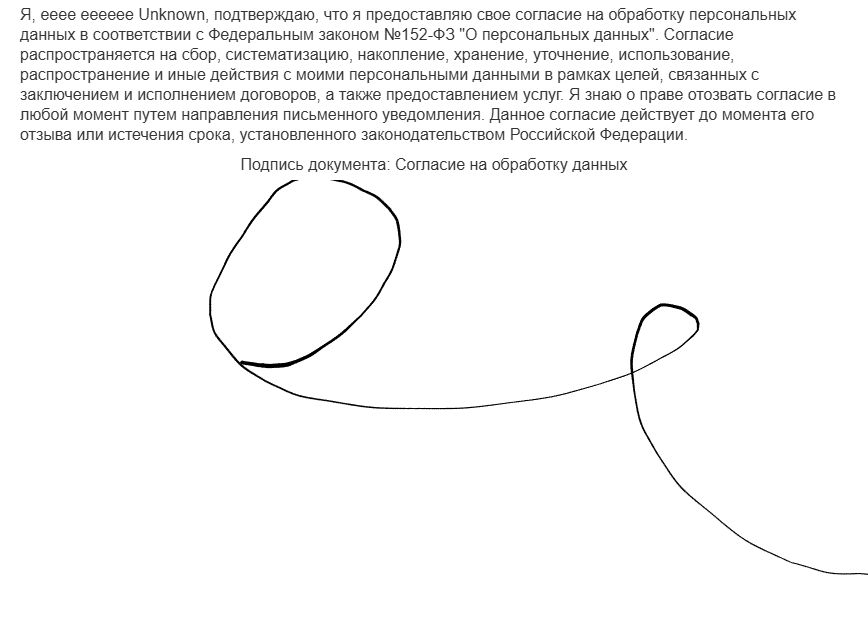 Я, ееее ееееее Unknown, подтверждаю, что я предоставляю свое согласие на обработку персональных
данных в соответствии с Федеральным законом №152-ФЗ "О персональных данных". Согласие
распространяется на сбор, систематизацию, накопление, хранение, уточнение, использование,
распространение и иные действия с моими персональными данными в рамках целей, связанных с
заключением и исполнением договоров, а также предоставлением услуг. Я знаю о праве отозвать согласие в
любой момент путем направления письменного уведомления. Данное согласие действует до момента его
отзыва или истечения срока, установленного законодательством Российской Федерации.
Подпись документа: Согласие на обработку данных